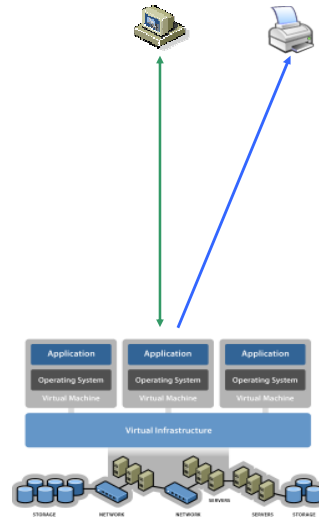 Application
Operating System
Virtual Machine
Application
Operating System
Virtual Machine
Application
Operating System
Virtual Machine
Virtual Infrastructure
STORAGE
NETWORK
NETWORK
SERVERS
SERVERS
STORAGE